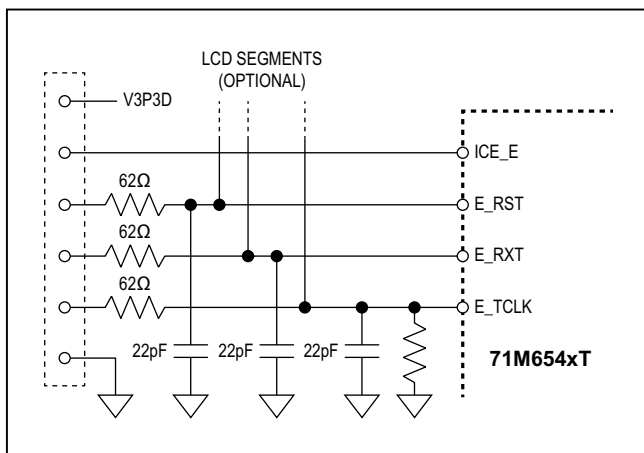 LCD SEGMENTS
(OPTIONAL)
V3P3D
ICE_E
62Ω
E_RST
62Ω
E_RXT
62Ω
E_TCLK
22pF 22pF 22pF
71M654xT